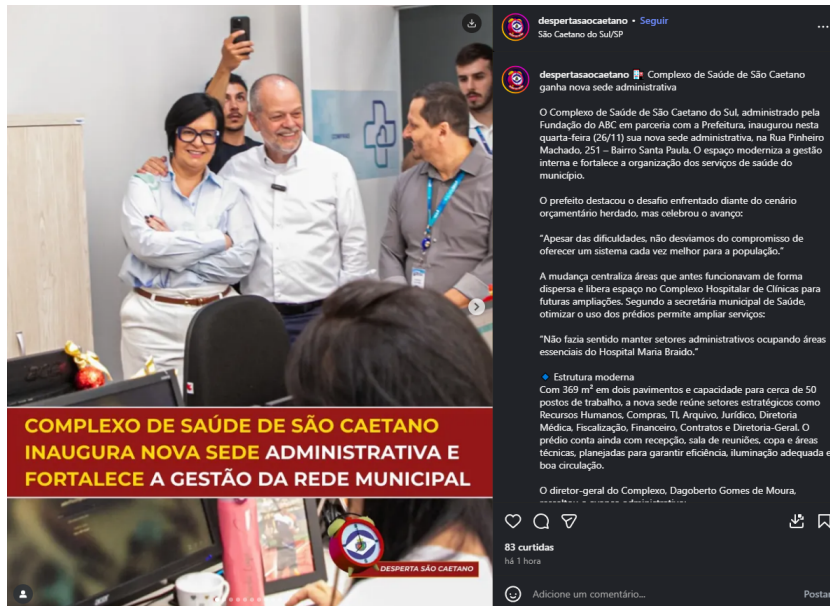 despertasaocaetano • Seguir
São Caetano do Sul/SP
despertasaocaetano Complexo de Saúde de São Caetano
ganha nova sede administrativa
O Complexo de Saúde de São Caetano do Sul, administrado pela
Fundação do ABC em parceria com a Prefeitura, inaugurou nesta
quarta-feira (26/11) sua nova sede administrativa, na Rua Pinheiro
Machado, 251 – Bairro Santa Paula. O espaço moderniza a gestão
interna e fortalece a organização dos serviços de saúde do
município.
O prefeito destacou o desafio enfrentado diante do cenário
orçamentário herdado, mas celebrou o avanço:
"Apesar das dificuldades, não desviamos do compromisso de
oferecer um sistema cada vez melhor para a população."
A mudança centraliza áreas que antes funcionavam de forma
dispersa e libera espaço no Complexo Hospitalar de Clínicas para
futuras ampliações. Segundo a secretária municipal de Saúde,
otimizar o uso dos prédios permite ampliar serviços:
"Não fazia sentido manter setores administrativos ocupando áreas
essenciais do Hospital Maria Braido."
Estrutura moderna
Com 369 m² em dois pavimentos e capacidade para cerca de 50
postos de trabalho, a nova sede reúne setores estratégicos como
Recursos Humanos, Compras, TI, Arquivo, Jurídico, Diretoria
Médica, Fiscalização, Financeiro, Contratos e Diretoria-Geral. O
prédio conta ainda com recepção, sala de reuniões, copa e áreas
técnicas, planejadas para garantir eficiência, iluminação adequada e
boa circulação.
O diretor-geral do Complexo, Dagoberto Gomes de Moura,
83 curtidas
há 1 hora
Adicione um comentário...
Postar
COMPRAS
COMPLEXO DE SAÚDE DE SÃO CAETANO
INAUGURA NOVA SEDE ADMINISTRATIVA E
FORTALECE A GESTÃO DA REDE MUNICIPAL
DESPERTA SÃO CAETANO
acer